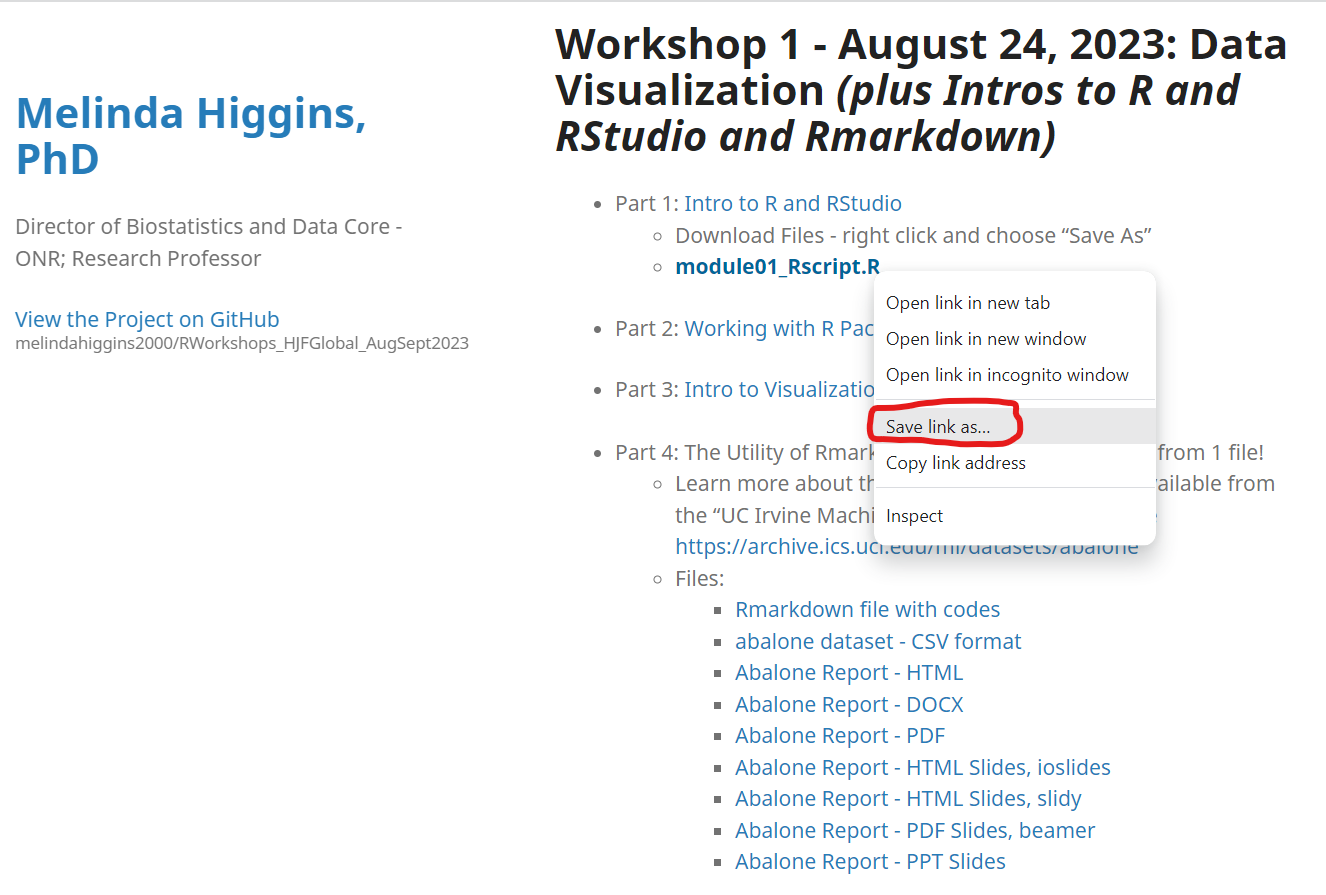 Melinda Higgins,
PhD
Director of Biostatistics and Data Core -
ONR; Research Professor
View the Project on GitHub
melindahiggins2000/RWorkshops_HJFGlobal_AugSept2023
Workshop 1 - August 24, 2023: Data
Visualization (plus Intros to R and
RStudio and Rmarkdown)
Part 1: Intro to R and RStudio
Download Files - right click and choose “Save As”
module01_Rscript.R
Part 2: Working with R Pac
Part 3: Intro to Visualizatio
Part 4: The Utility of Rmark from 1 file!
Learn more about th vailable from
the “UC Irvine Machi
https://archive.ics.uci.edu/ml/datasets/abalone
Files:
Rmarkdown file with codes
abalone dataset - CSV format
Abalone Report - HTML
Abalone Report - DOCX
Abalone Report - PDF
Abalone Report - HTML Slides, ioslides
Abalone Report - HTML Slides, slidy
Abalone Report - PDF Slides, beamer
Abalone Report - PPT Slides
Open link in new tab
Open link in new window
Open link in incognito window
Save link as...
Copy link address
Inspect